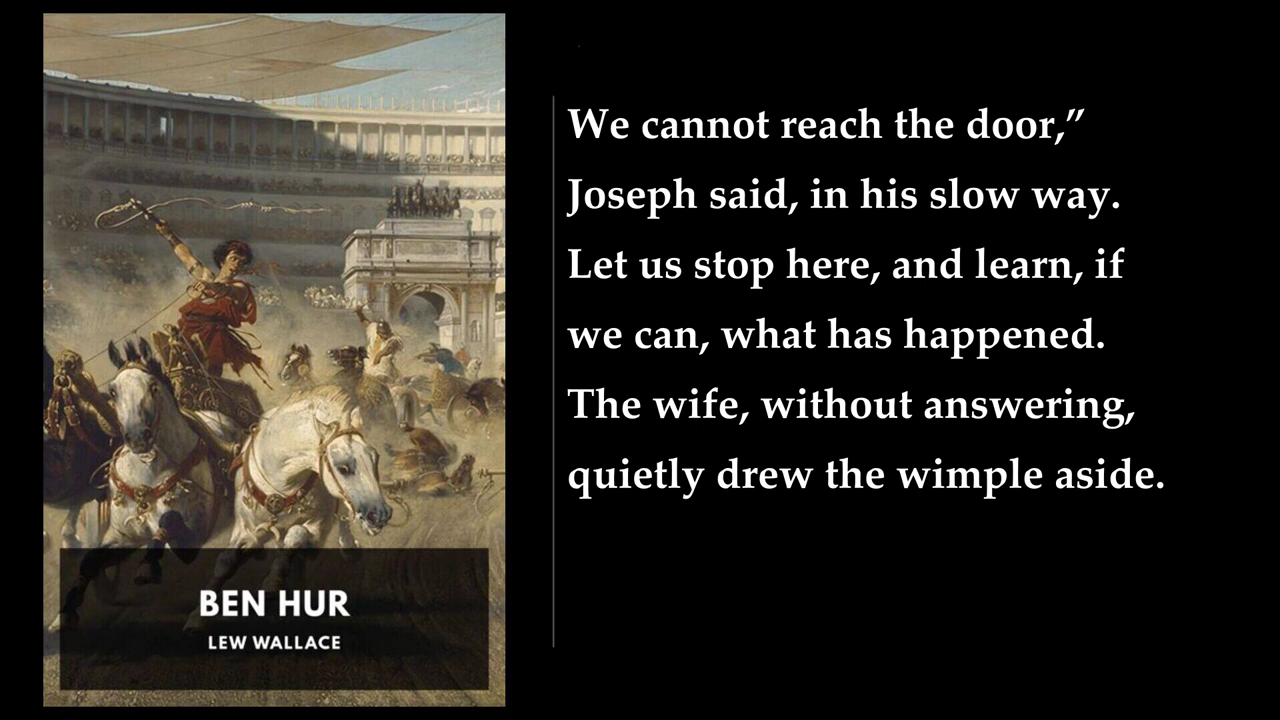 BEN HUR
LEW WALLACE
We cannot reach the door,”
Joseph said, in his slow way.
Let us stop here, and learn, if
we can, what has happened.
The wife, without answering,
quietly drew the wimple aside.